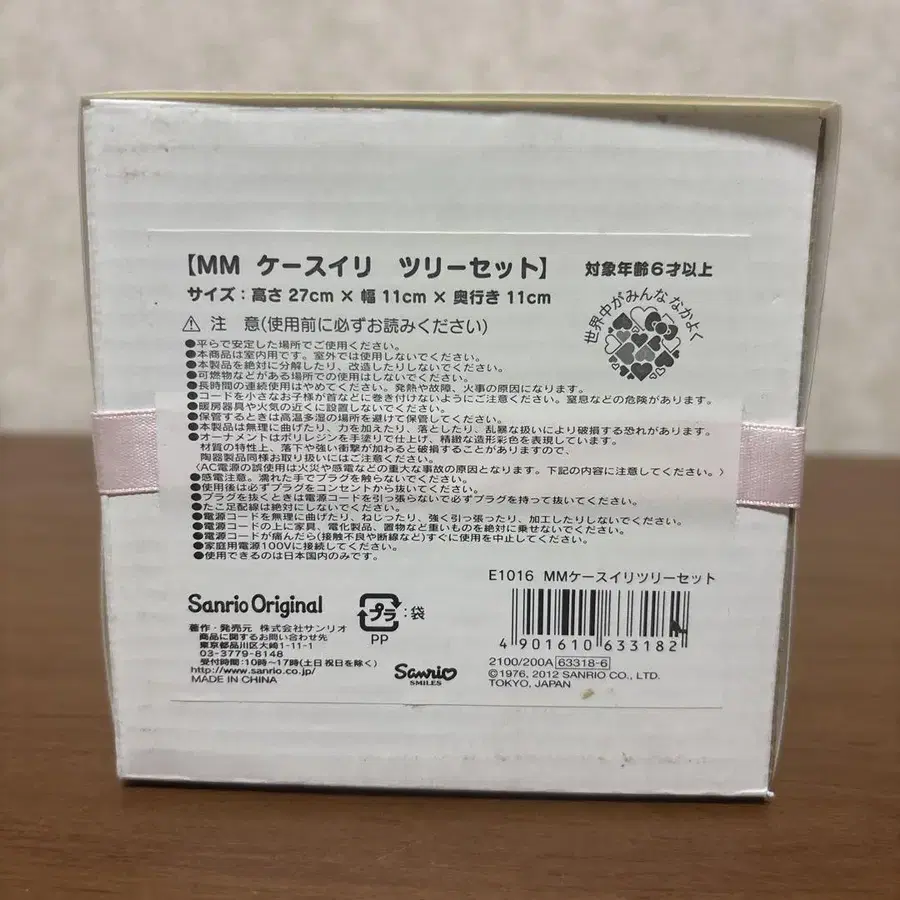 【MM ケースイリ ツリーセット】
対象年齢6才以上
サイズ：高さ 27cm × 幅 11cm × 奥行き 11cm
世界中がみんななかよく
⚠ 注 意(使用前に必ずお読みください)
●平らで安定した場所でご使用ください。
●本商品は室内用です。室外では使用しないでください。
●本製品を絶対に分解したり、改造したりしないでください。
●可燃物などがある場所での使用はしないでください。
●長時間の連続使用はやめてください。発熱や故障、火事の原因になります。
●コードを小さなお子様が首などに巻き付けないようにご注意ください。窒息などの危険があります。
●暖房器具や火気の近くに設置しないでください。
●保管するときは高温多湿の場所を避けて保管してください。
●本製品は無理に曲げたり、力を加えたり、落としたり、乱暴な扱いにより破損する恐れがあります。
●オーナメントはポリレジンを手塗りで仕上げ、精緻な造形彩色を表現しています。
材質の特性上、落下や強い衝撃が加わると破損することがありますので、
陶器製品同様お取り扱いにはご注意ください。
〈AC電源の誤使用は火災や感電などの重大な事故の原因となります。下記の内容に注意してください。〉
●感電注意。濡れた手でプラグを触らないでください。
●使用後は必ずプラグをコンセントから抜いてください。
●プラグを抜くときは電源コードを引っ張らないで必ずプラグを持って抜いてください。
●たこ足配線は絶対にしないでください。
●電源コードを無理に曲げたり、ねじったり、強く引っ張ったり、加工したりしないでください。
●電源コードの上に家具、電化製品、置物など重いものを絶対に乗せないでください。
●電源コードが痛んだら(接触不良や断線など)すぐに使用を中止してください。
●家庭用電源100Vに接続してください。
●使用できるのは日本国内のみです。
E1016 MMケースイリツリーセット
Sanrio Original
プラ
：袋
PP
著作・発売元 株式会社サンリオ
商品に関するお問い合わせ先
東京都品川区大崎1-11-1
03-3779-8148
受付時間：10時～17時(土日祝日を除く)
http://www.sanrio.co.jp/
MADE IN CHINA
Sanrio
SMILES
4 901610 633182
2100/200A 63318-6
©1976, 2012 SANRIO CO., LTD.
TOKYO, JAPAN